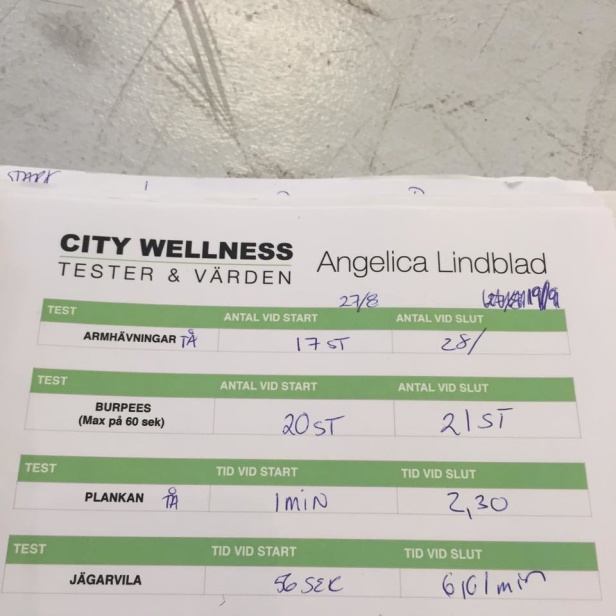 START
CITY WELLNESS
TESTER & VÄRDEN
Angelica Lindblad
27/8
19/9
TEST ANTAL VID START ANTAL VID SLUT
ARMHÄVNINGAR TÅ 17 ST 28/
TEST ANTAL VID START ANTAL VID SLUT
BURPEES
(Max på 60 sek) 20 ST 21 ST
TEST TID VID START TID VID SLUT
PLANKAN TÅ 1 MIN 2,30
TEST TID VID START TID VID SLUT
JÄGARVILA 56 SEK min